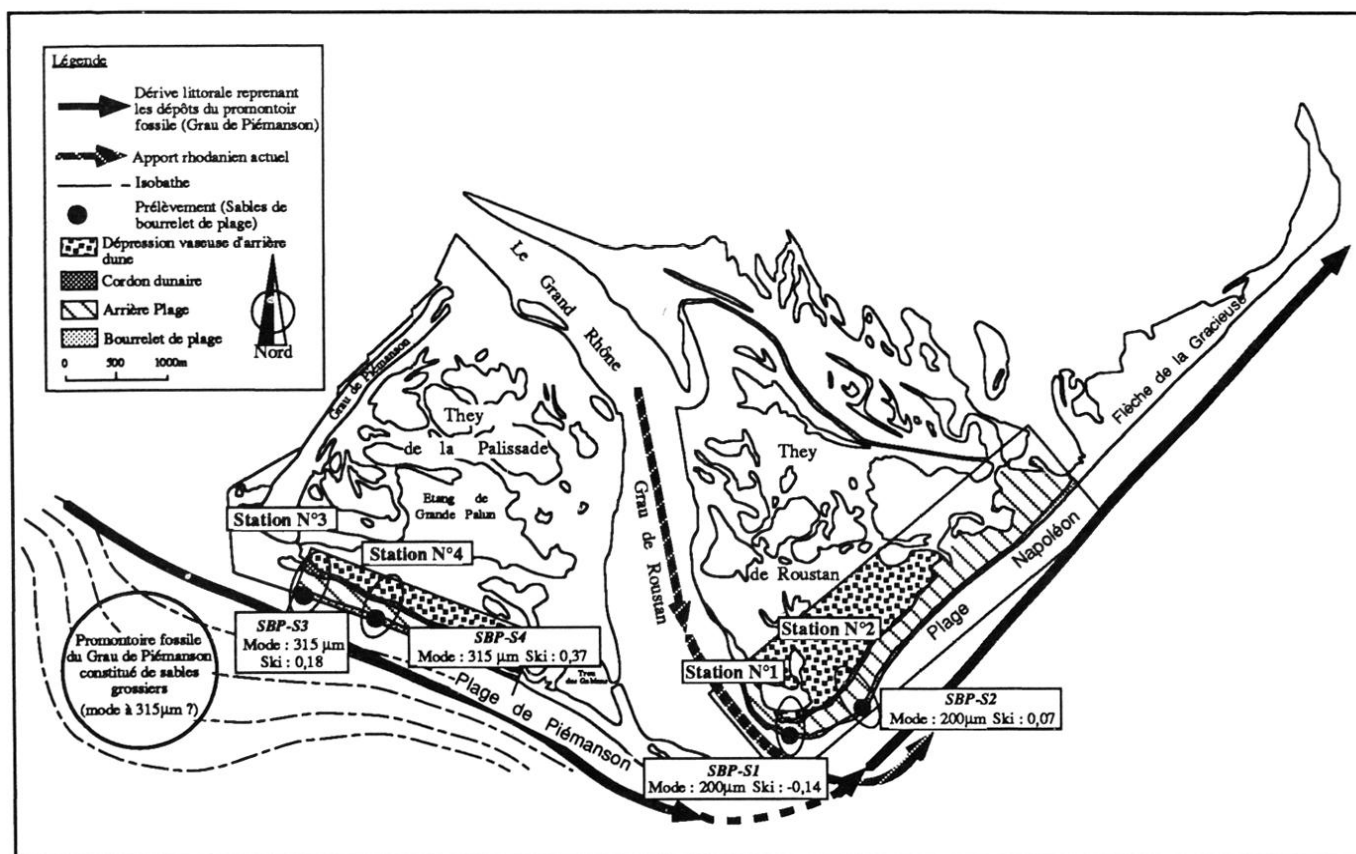 Légende
Dérive littorale reprenant
les dépôts du promontoir
fossile (Grau de Piémanson)
Apport rhodanien actuel
Isobathe
Prélèvement (Sables de
bourrelet de plage)
Dépression vaseuse d'arrière
dune
Cordon dunaire
Arrière Plage
Bourrelet de plage
0 500 1000m
Nord
Le Grand Rhône
Grau de Piémanson
They
de la Palissade
Etang de
Grande Palun
Station N°3
Station N°4
SBP-S3
Mode : 315 µm
Ski : 0,18
SBP-S4
Mode : 315 µm Ski : 0,37
Promontoire fossile
du Grau de Piémanson
constitué de sables
grossiers
(mode à 315µm ?)
Plage de Piémanson
Grau de Roustan
They
de Roustan
Station N°2
Station N°1
SBP-S2
Mode : 200µm Ski : 0,07
SBP-S1
Mode : 200µm Ski : -0,14
Plage Napoléon
Flèche de la Gracieuse